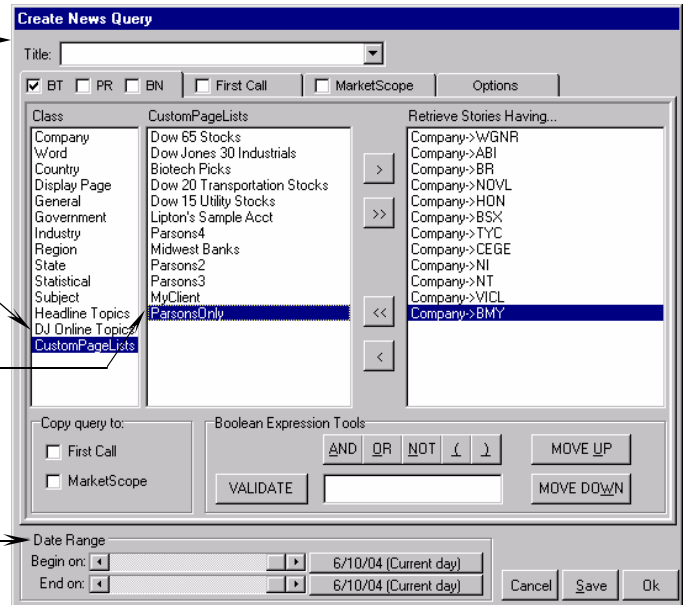 Create News Query
Title:
BT PR BN First Call MarketScope Options
Class
Company
Word
Country
Display Page
General
Government
Industry
Region
State
Statistical
Subject
Headline Topics
DJ Online Topics
CustomPageLists
CustomPageLists
Dow 65 Stocks
Dow Jones 30 Industrials
Biotech Picks
Dow 20 Transportation Stocks
Dow 15 Utility Stocks
Lipton's Sample Acct
Parsons4
Midwest Banks
Parsons2
Parsons3
MyClient
ParsonsOnly
>
>>
<<
<
Retrieve Stories Having...
Company->WGNR
Company->ABI
Company->BR
Company->NOVL
Company->HON
Company->BSX
Company->TYC
Company->CEGE
Company->NI
Company->NT
Company->VICL
Company->BMY
Copy query to:
First Call
MarketScope
Boolean Expression Tools
AND OR NOT ( )
MOVE UP
VALIDATE
MOVE DOWN
Date Range
Begin on: 6/10/04 (Current day)
End on: 6/10/04 (Current day)
Cancel Save Ok